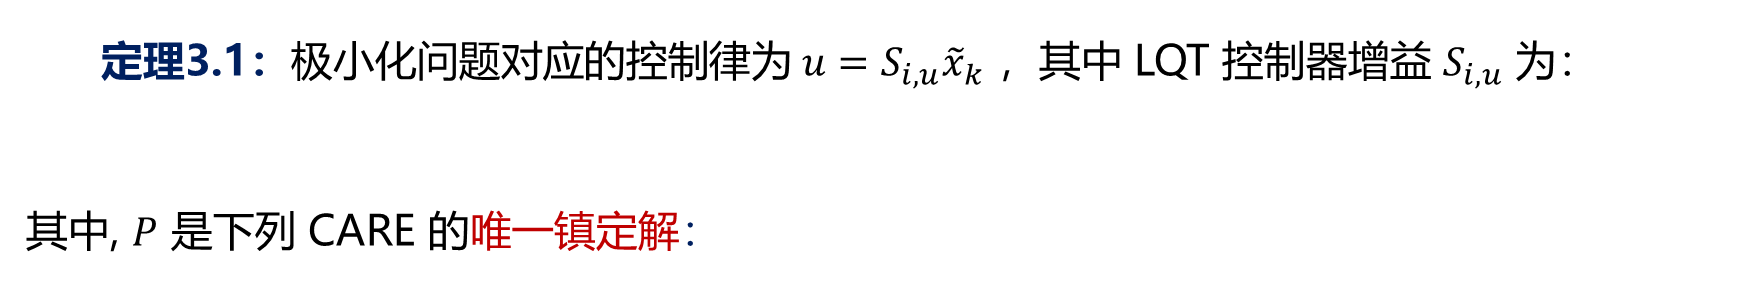 定理3.1：极小化问题对应的控制律为 u = S_{i,u}x̃_k ，其中 LQT 控制器增益 S_{i,u} 为：
其中, P 是下列 CARE 的唯一镇定解：